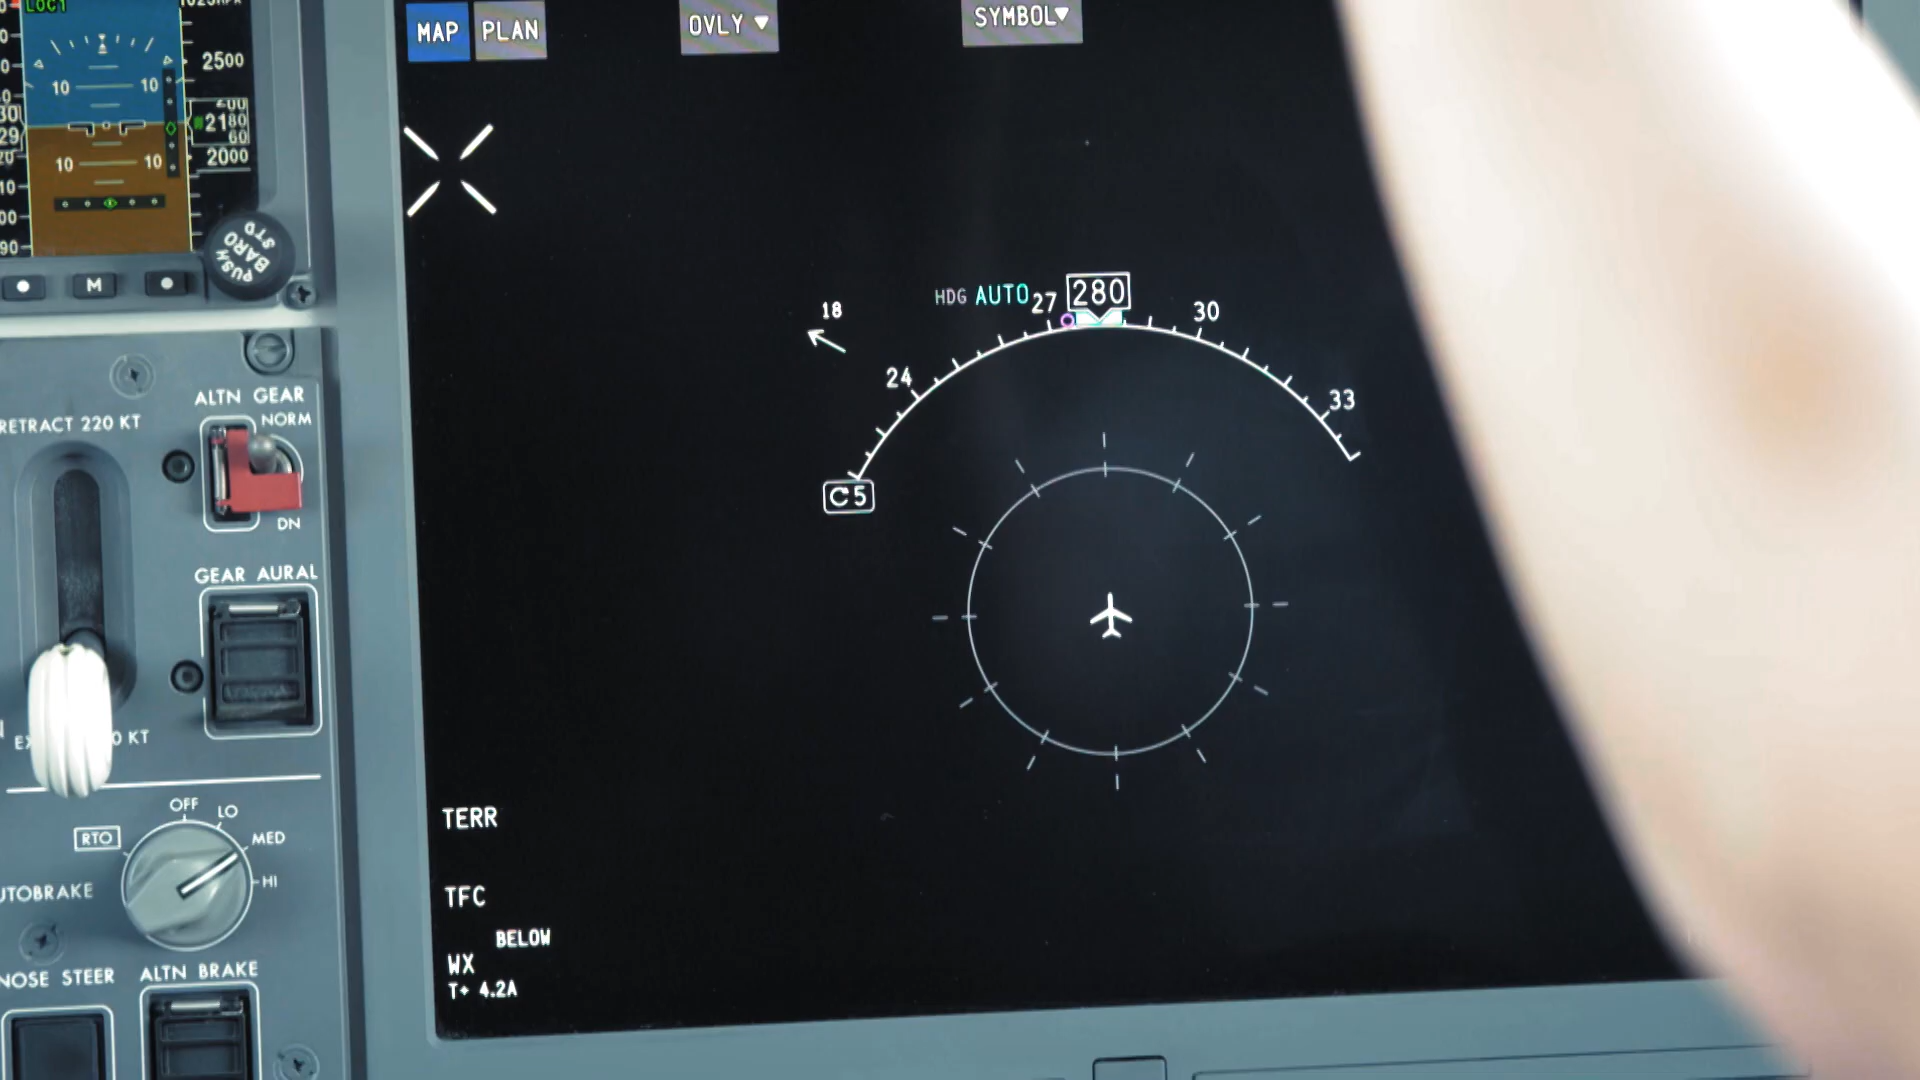 LOC1
2500
10 10
200
2180
60
2000
10 10
PUSH
BARO
STD
M
MAP
PLAN
OVLY ▼
SYMBOL▼
HDG AUTO
27
280
30
18
24
33
C5
ALTN GEAR
NORM
DN
RETRACT 220 KT
GEAR AURAL
KT
OFF
LO
MED
HI
RTO
NOSE STEER
ALTN BRAKE
TERR
TFC
BELOW
WX
T+ 4.2A